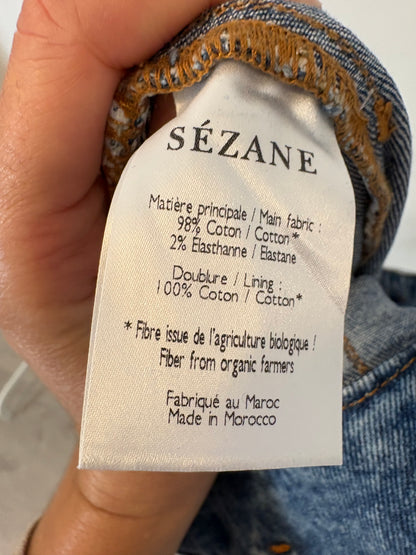 SÉZANE
Matière principale / Main fabric :
98% Coton / Cotton*
2% Elasthanne / Elastane
Doublure / Lining :
100% Coton / Cotton*
* Fibre issue de l'agriculture biologique !
Fiber from organic farmers
Fabriqué au Maroc
Made in Morocco